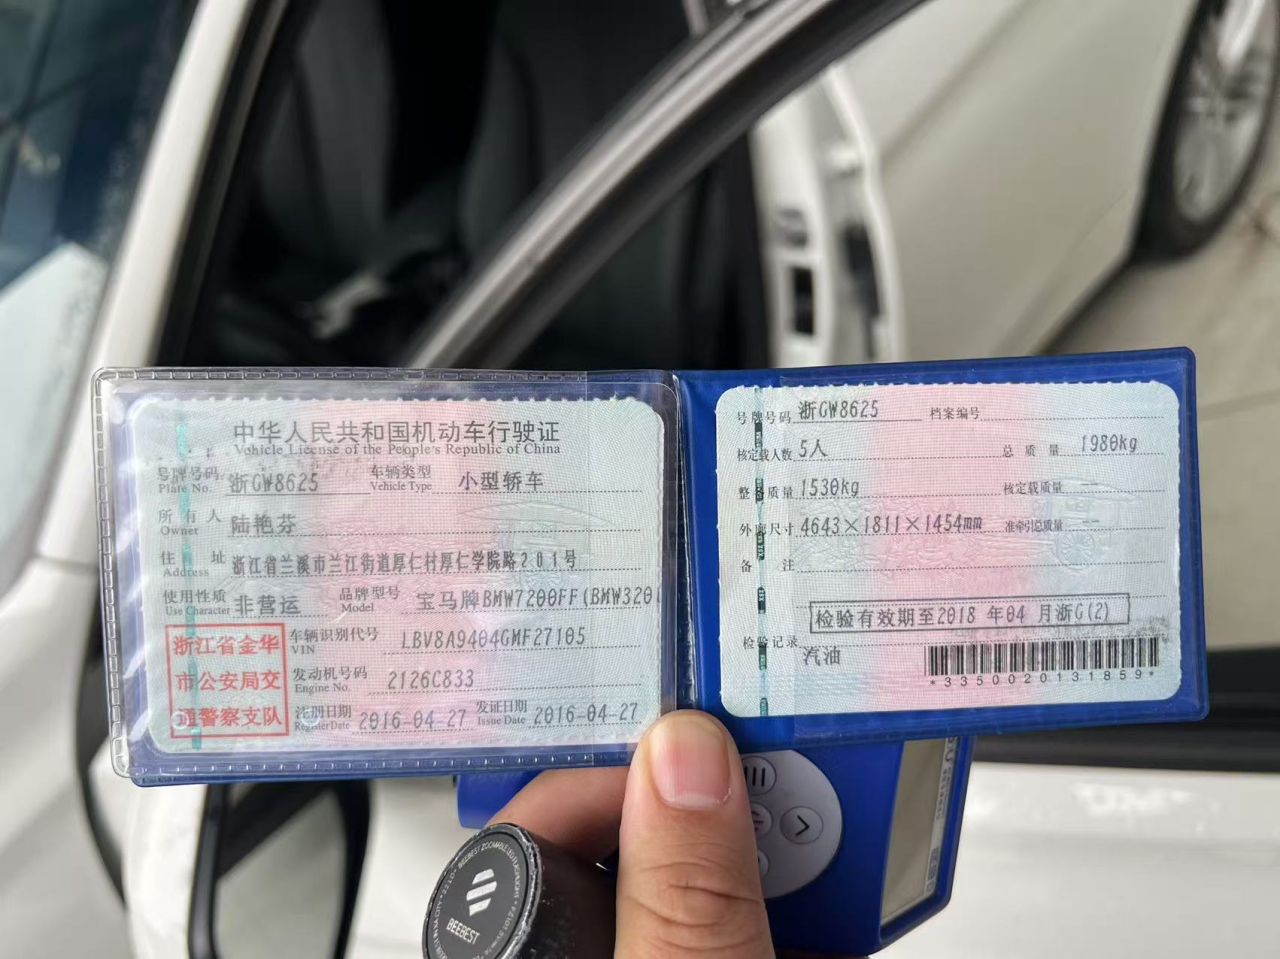 中华人民共和国机动车行驶证
Vehicle License of the People's Republic of China
号牌号码 浙GW8625 车辆类型 小型轿车
Plate No. Vehicle Type
所有人 陆艳芬
Owner
住址 浙江省兰溪市兰江街道厚仁村厚仁学院路201号
Address
使用性质 非营运 品牌型号 宝马牌BMW7200FF(BMW320
Use Character Model
浙江省金华
市公安局交
通警察支队
车辆识别代号 LBV8A9404GMF27105
VIN
发动机号码 2126C833
Engine No.
注册日期 2016-04-27 发证日期 2016-04-27
Register Date Issue Date
号牌号码 浙GW8625 档案编号
核定载人数 5人 总质量 1980kg
整备质量 1530kg 核定载质量
外廓尺寸 4643×1811×1454mm 准牵引总质量
备注
检验有效期至2018 年04 月浙G(2)
检验记录
汽油
*3350020131859*
BEEBEST